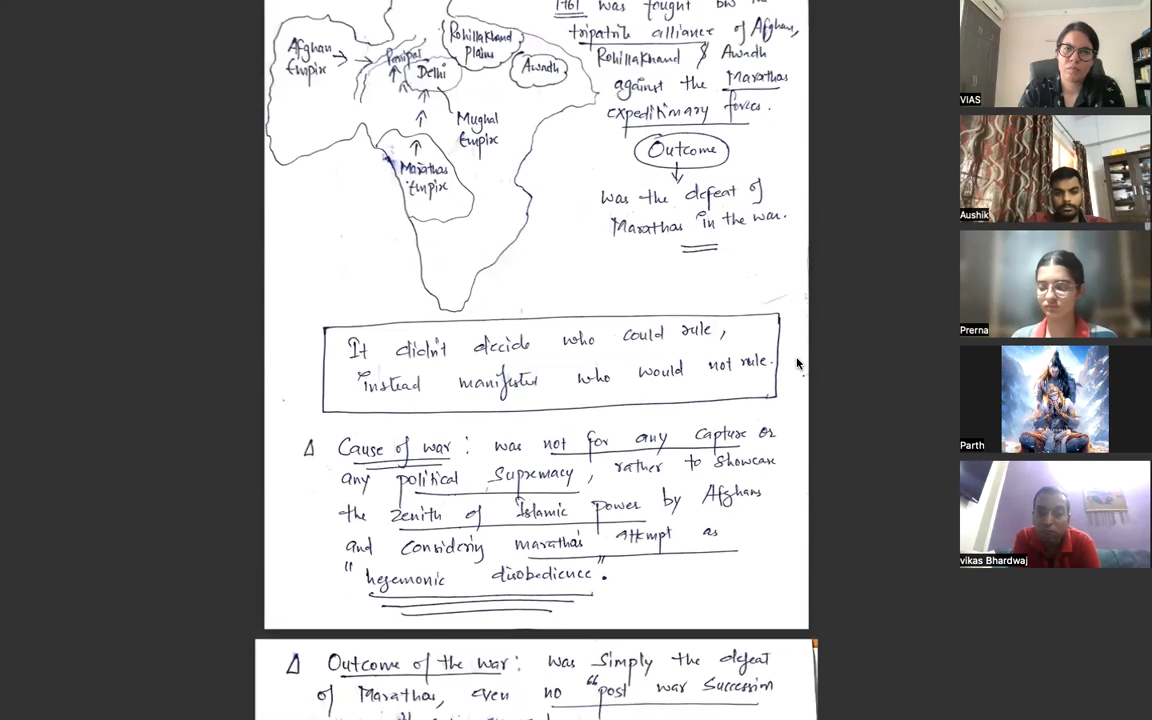 1761 was fought b/w the
tripatrite alliance of Afghan,
Rohillakhand & Awadh
against the Marathas
expeditionary forces.
Outcome
↓
was the defeat of
Marathas in the war.
Afghan
Empire
Panipat
Delhi
Rohillakhand
plains
Awadh
Mughal
Empire
Marathas
Empire
It didn't decide who could rule,
instead manifested who would not rule.
Δ Cause of war : was not for any capture or
any political supremacy, rather to showcase
the zenith of Islamic power by Afghans
and considering maratha's attempt as
"hegemonic disobedience".
Δ Outcome of the war : was simply the defeat
of Marathas, even no "post war succession
VIAS
Aushik
Prerna
Parth
vikas Bhardwaj